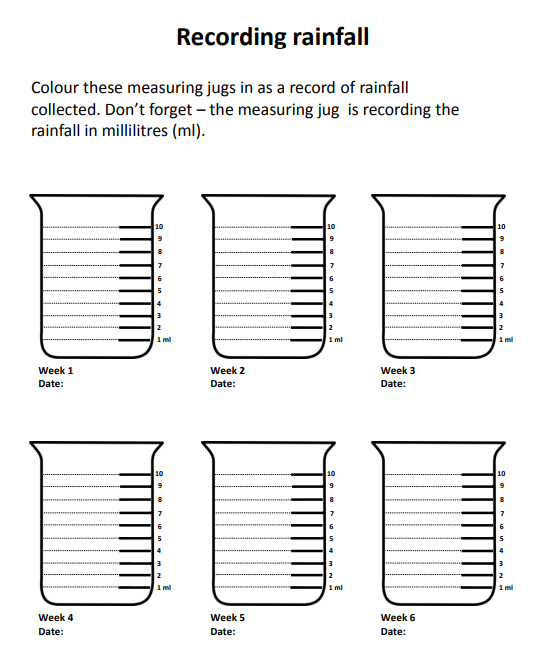 Recording rainfall
Colour these measuring jugs in as a record of rainfall
collected. Don’t forget – the measuring jug  is recording the
rainfall in millilitres (ml).
10 10 10
9 9 9
8 8 8
7 7 7
6 6 6
5 5 5
4 4 4
3 3 3
2 2 2
1 ml 1 ml 1 ml
Week 1 Week 2 Week 3
Date: Date: Date:
10 10 10
9 9 9
8 8 8
7 7 7
6 6 6
5 5 5
4 4 4
3 3 3
2 2 2
1 ml 1 ml 1 ml
Week 4 Week 5 Week 6
Date: Date: Date: